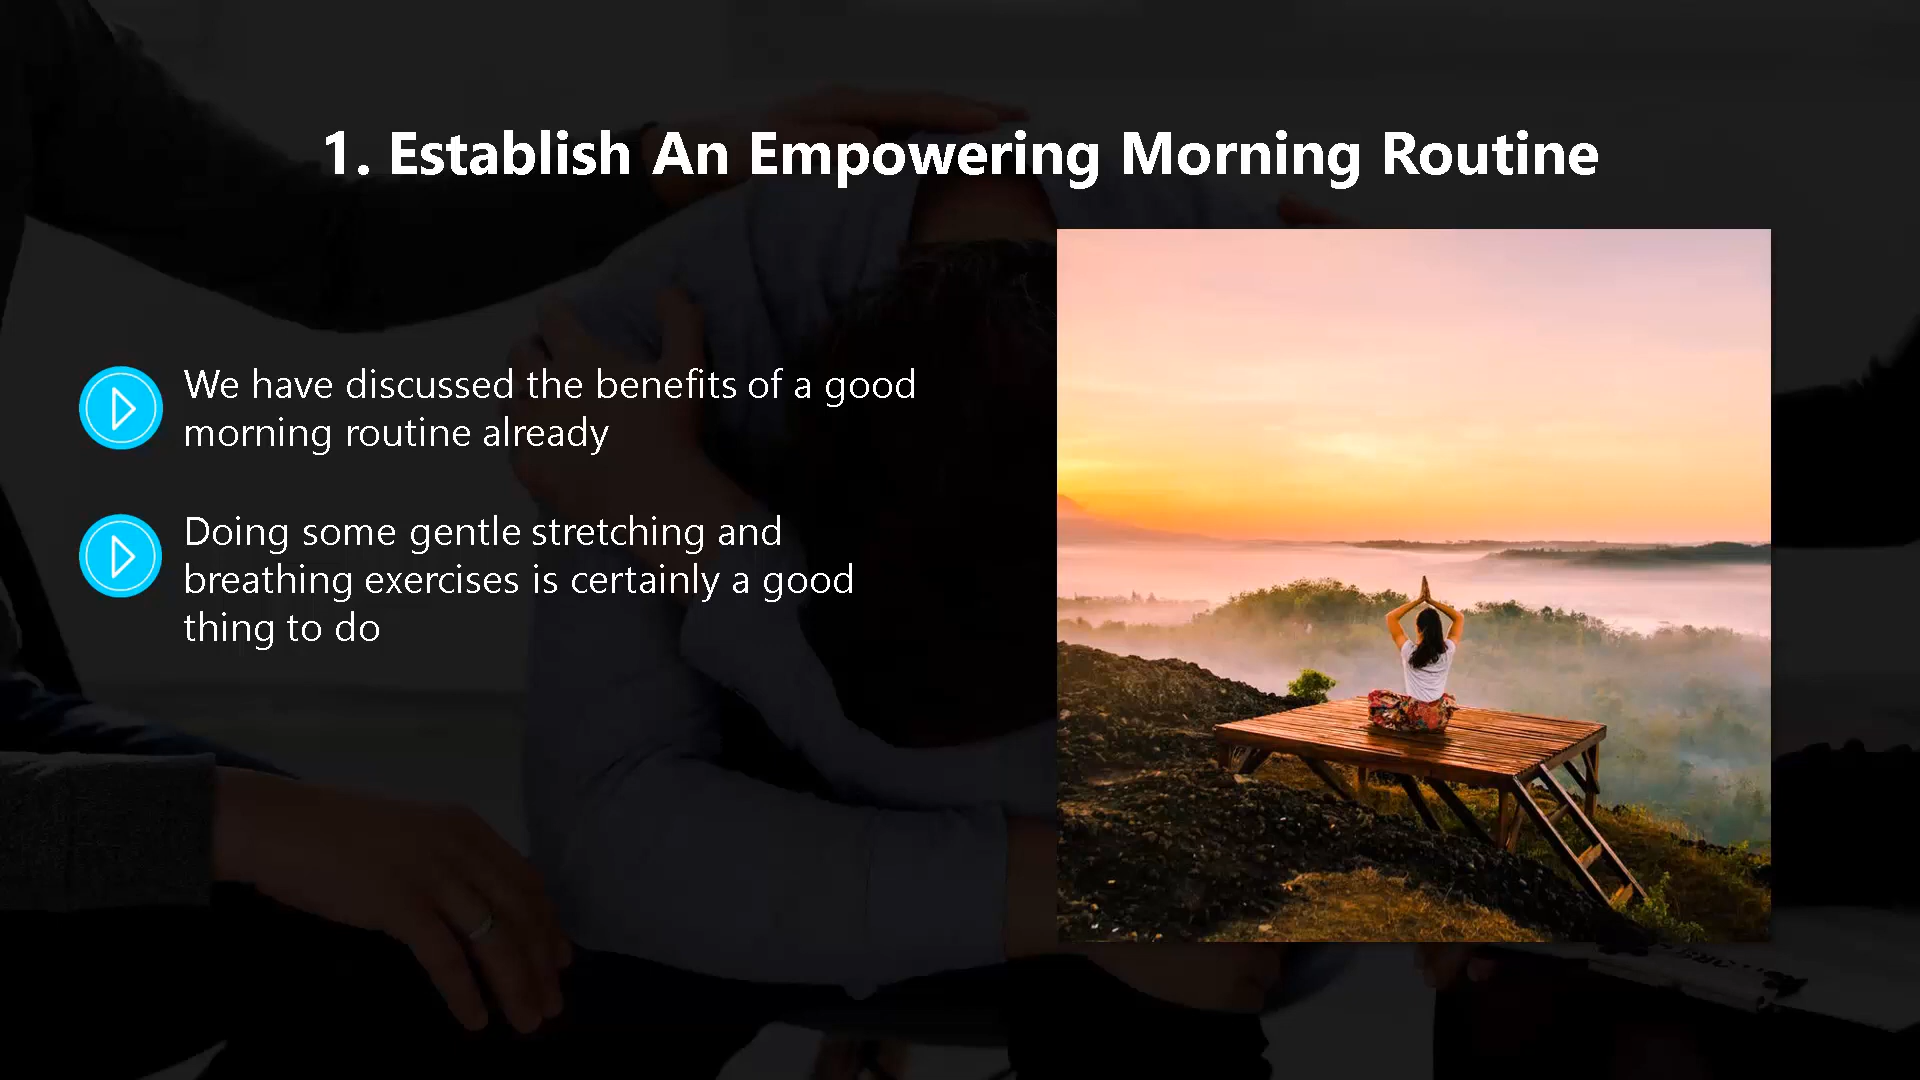 1. Establish An Empowering Morning Routine
We have discussed the benefits of a good
morning routine already
Doing some gentle stretching and
breathing exercises is certainly a good
thing to do